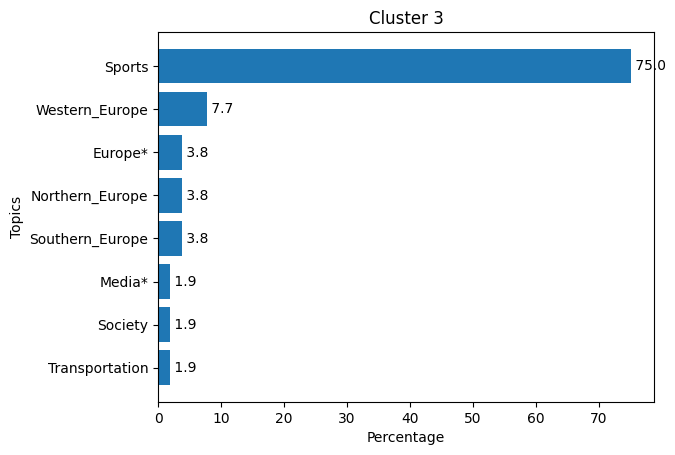 Cluster 3
Topics
Sports 75.0
Western_Europe 7.7
Europe* 3.8
Northern_Europe 3.8
Southern_Europe 3.8
Media* 1.9
Society 1.9
Transportation 1.9
0 10 20 30 40 50 60 70
Percentage